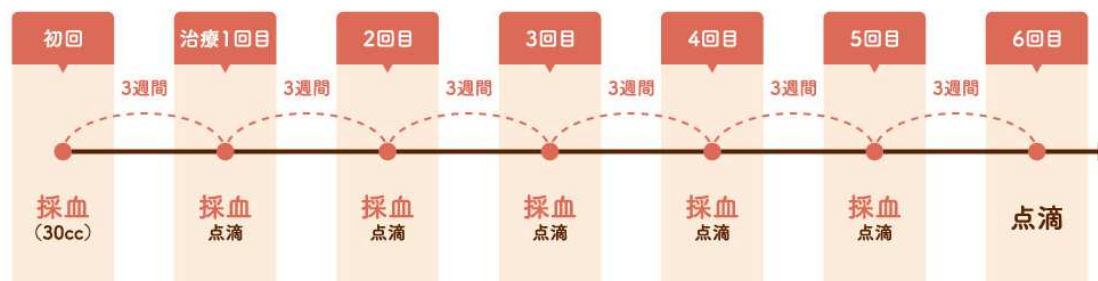 初回
治療1回目
2回目
3回目
4回目
5回目
6回目
3週間
3週間
3週間
3週間
3週間
3週間
採血
(30cc)
採血
点滴
採血
点滴
採血
点滴
採血
点滴
採血
点滴
点滴